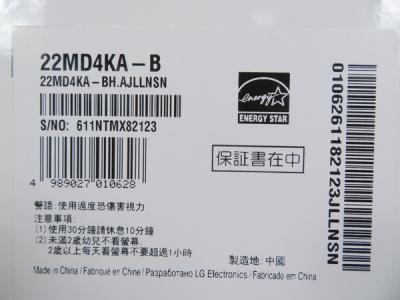 22MD4KA-B
22MD4KA-BH.AJLLNSN
S/NO: 611NTMX82123
4 989027 010628
energy
ENERGY STAR
保証書在中
0106261182123JLLNSN
警語: 使用過度恐傷害視力
注意事項:
(1) 使用30分鐘請休息10分鐘
(2) 未滿2歲幼兒不看螢幕,
2歲以上每天看螢幕不要超過1小時
製造地: 中國
Made in China / Fabriqué en Chine / Разработано LG Electronics / Fabricado em China